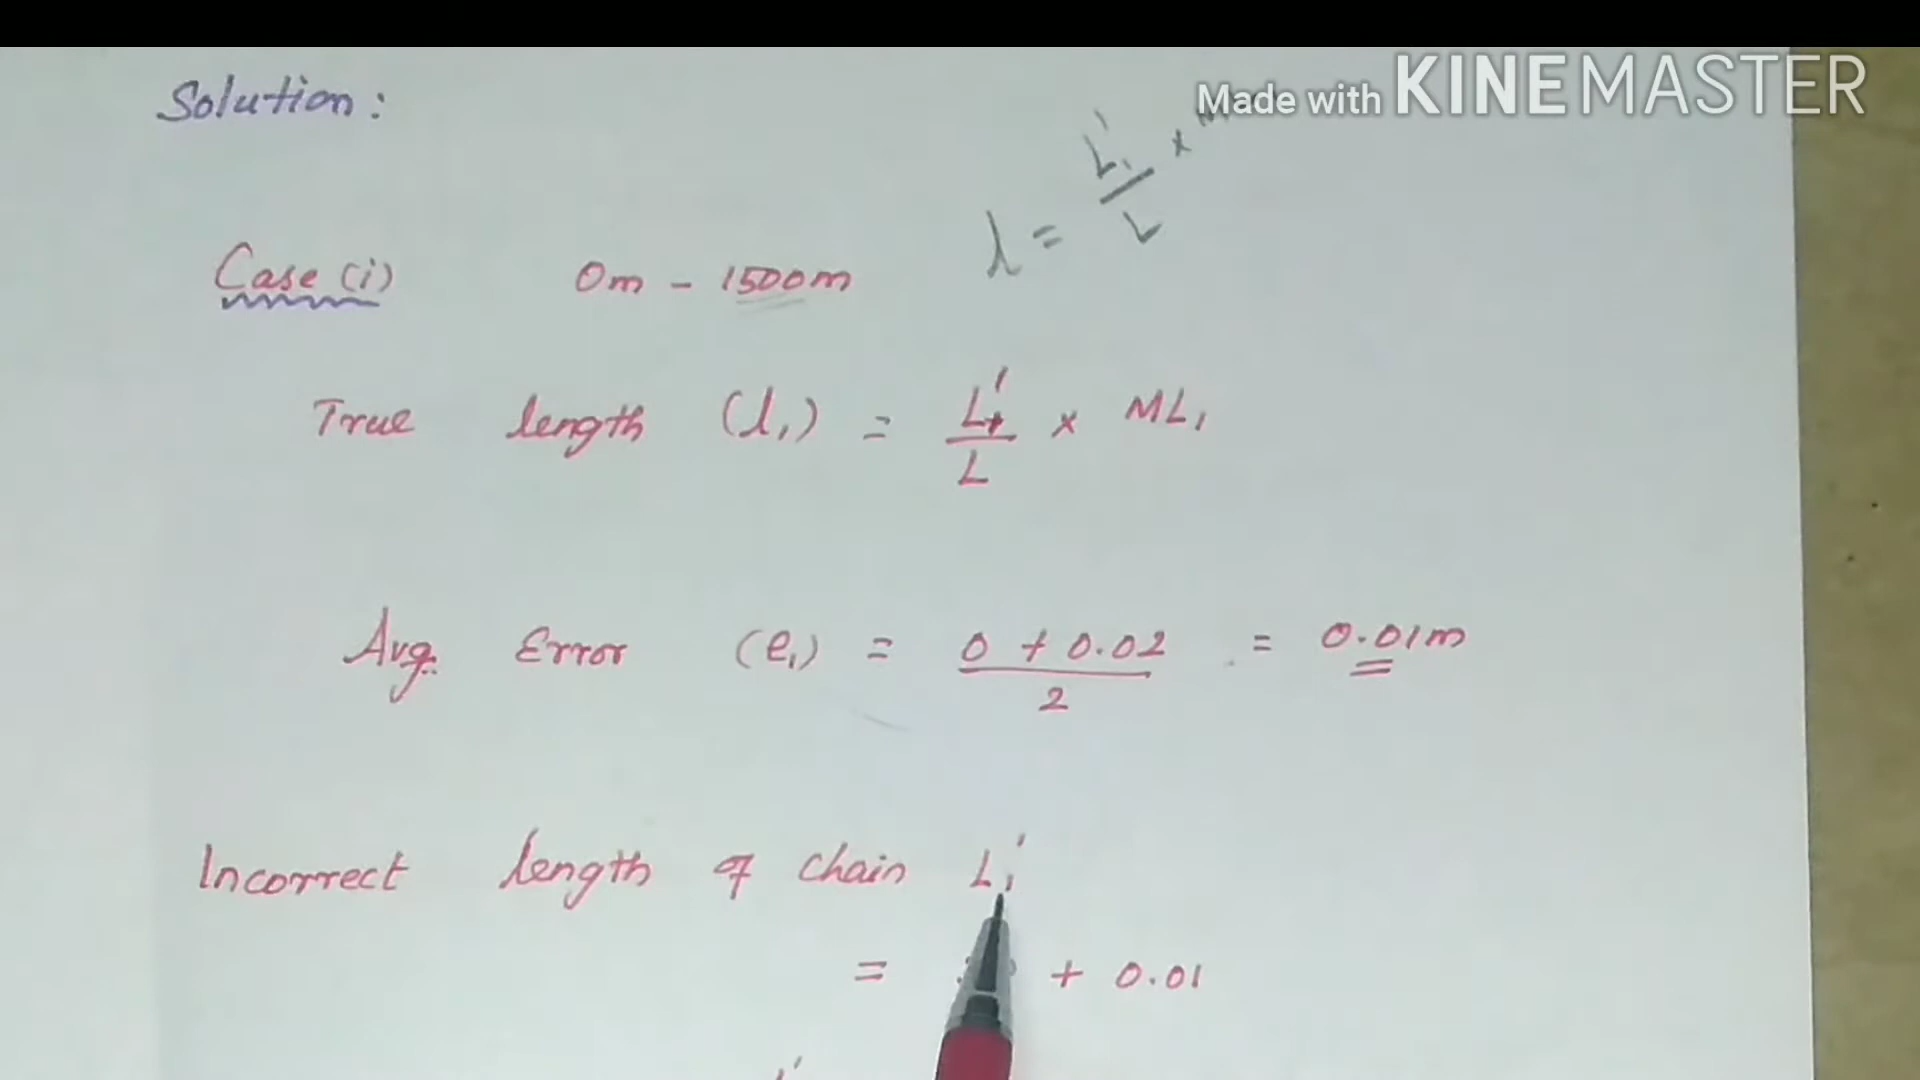 Made with KINEMASTER
Solution:
l = L₁' / L ×
Case (i) 0m - 1500m
True length (l₁) = L₁' / L × ML₁
Avg. Error (e₁) = 0 + 0.02 / 2 = 0.01m
Incorrect length of chain L₁'
= + 0.01